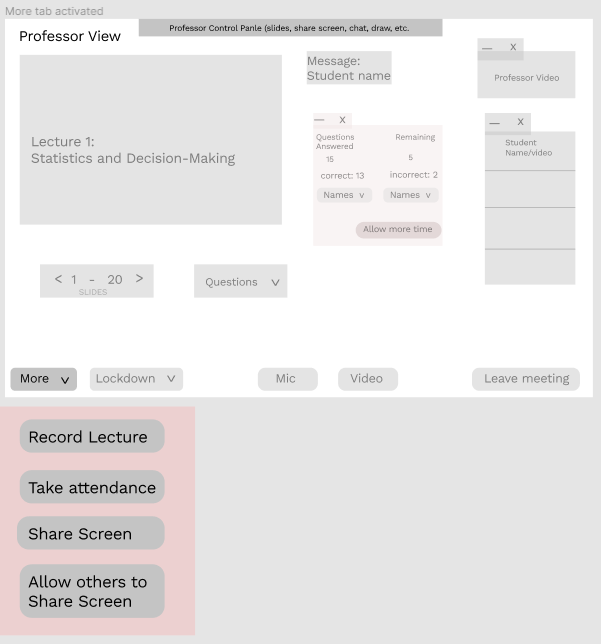 More tab activated
Professor View
Professor Control Panle (slides, share screen, chat, draw, etc.
Message:
Student name
— X
Professor Video
Lecture 1:
Statistics and Decision-Making
— X
Questions
Answered
Remaining
15
5
correct: 13
incorrect: 2
Names v
Names v
Allow more time
— X
Student
Name/video
< 1 - 20 >
SLIDES
Questions v
More v
Lockdown v
Mic
Video
Leave meeting
Record Lecture
Take attendance
Share Screen
Allow others to
Share Screen